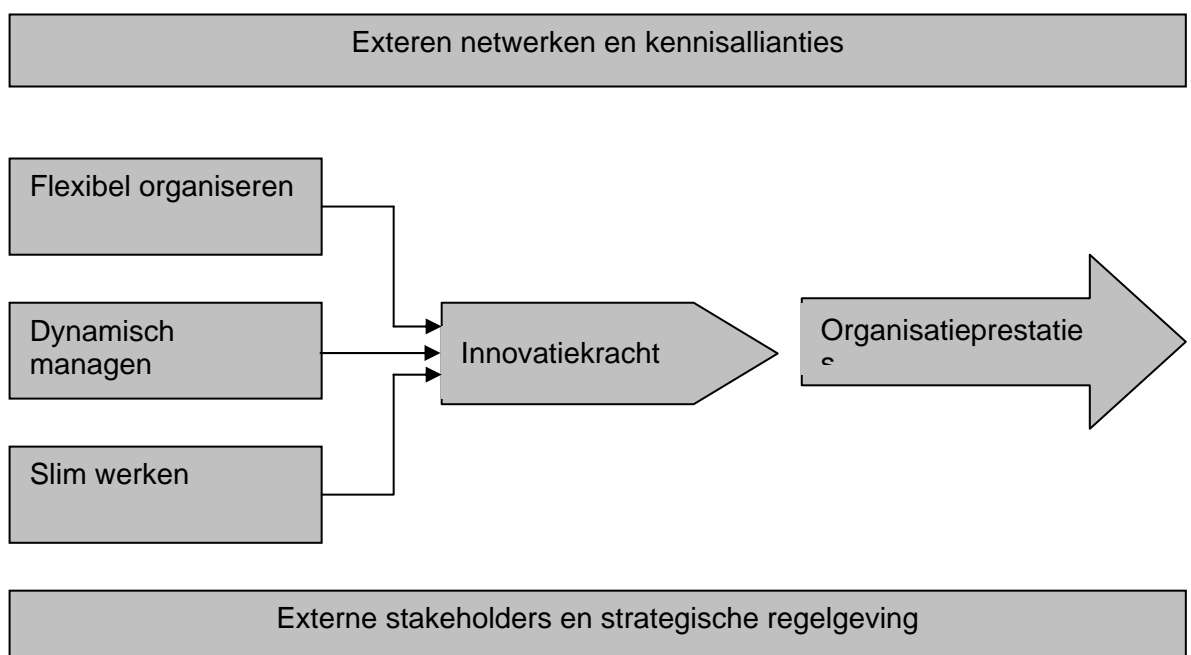 Exteren netwerken en kennisallianties
Flexibel organiseren
Dynamisch
managen
Slim werken
Innovatiekracht
Organisatieprestatie
s
Externe stakeholders en strategische regelgeving